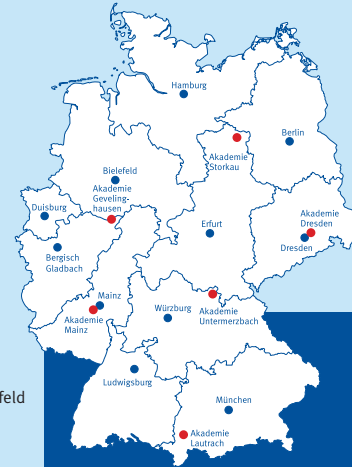 Hamburg
Berlin
Akademie
Storkau
Bielefeld
Akademie
Geveling-
hausen
Duisburg
Erfurt
Akademie
Dresden
Dresden
Bergisch
Gladbach
Mainz
Akademie
Mainz
Würzburg
Akademie
Untermerzbach
Ludwigsburg
feld
München
Akademie
Lautrach